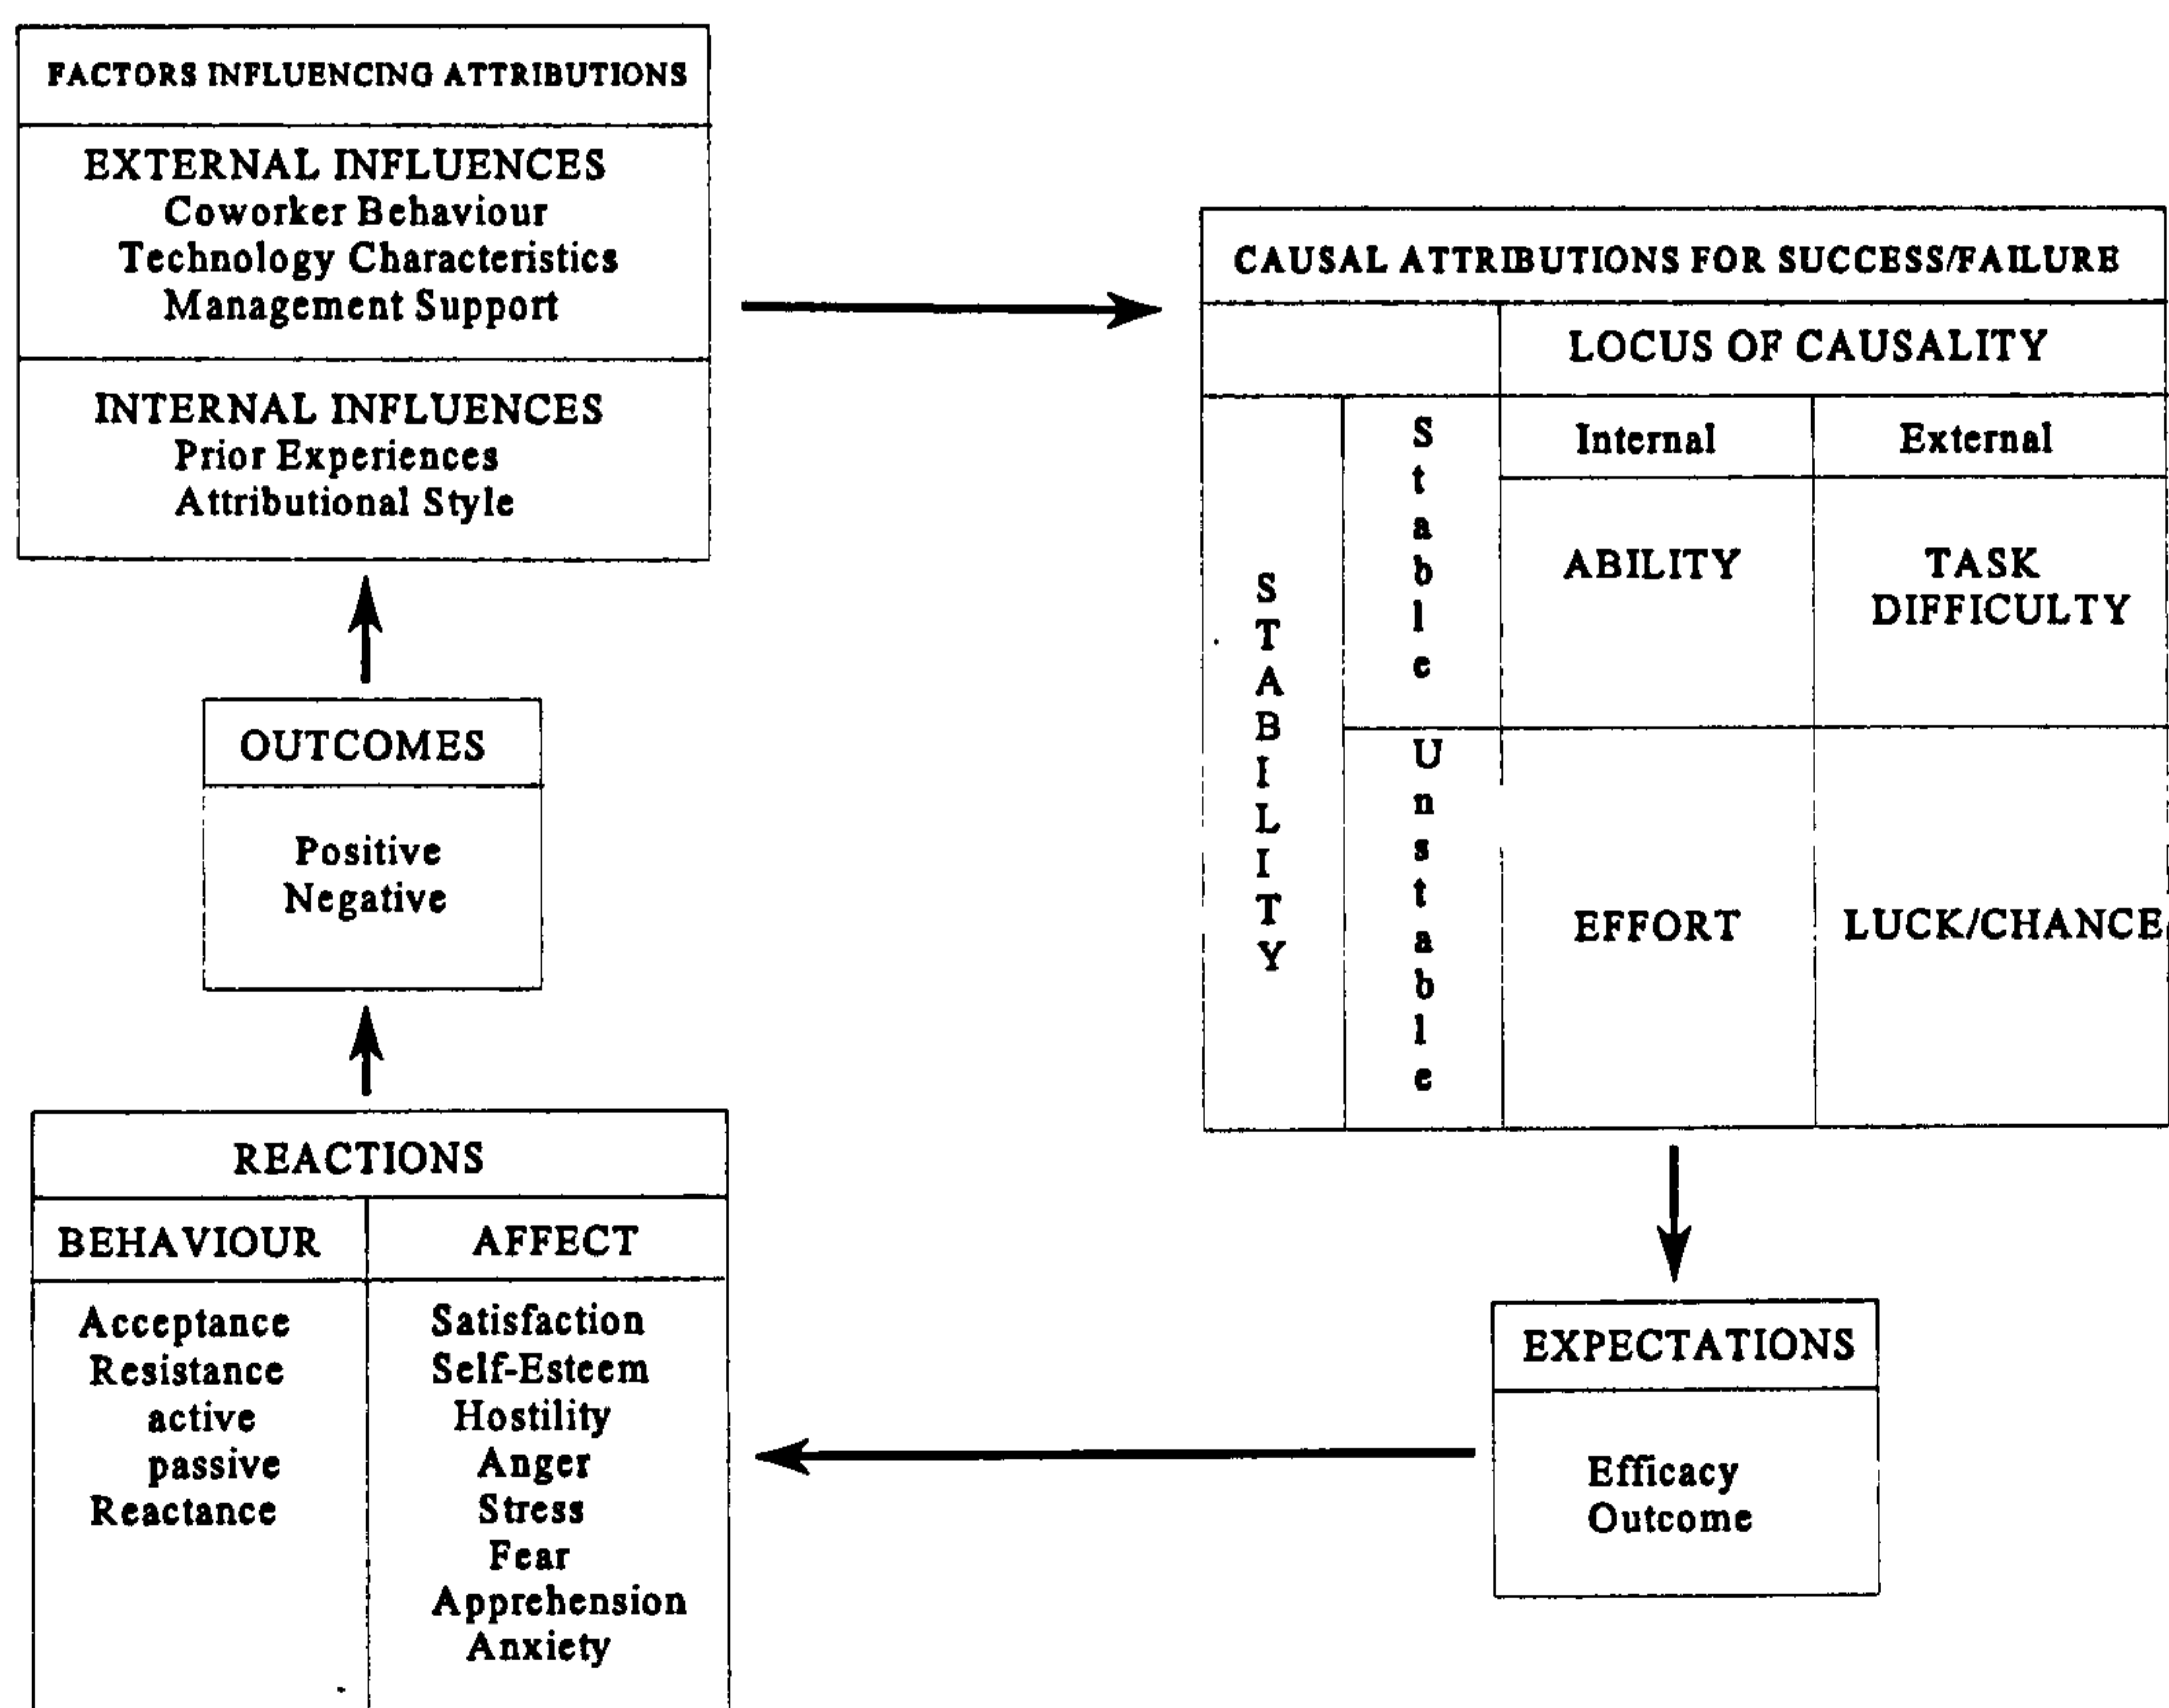 FACTORS INFLUENCING ATTRIBUTIONS
EXTERNAL INFLUENCES
Coworker Behaviour
Technology Characteristics
Management Support
INTERNAL INFLUENCES
Prior Experiences
Attributional Style
CAUSAL ATTRIBUTIONS FOR SUCCESS/FAILURE
LOCUS OF CAUSALITY
Internal
External
STABILITY
Stable
ABILITY
TASK
DIFFICULTY
Unstable
EFFORT
LUCK/CHANCE
EXPECTATIONS
Efficacy
Outcome
REACTIONS
BEHAVIOUR
Acceptance
Resistance
active
passive
Reactance
AFFECT
Satisfaction
Self-Esteem
Hostility
Anger
Stress
Fear
Apprehension
Anxiety
OUTCOMES
Positive
Negative